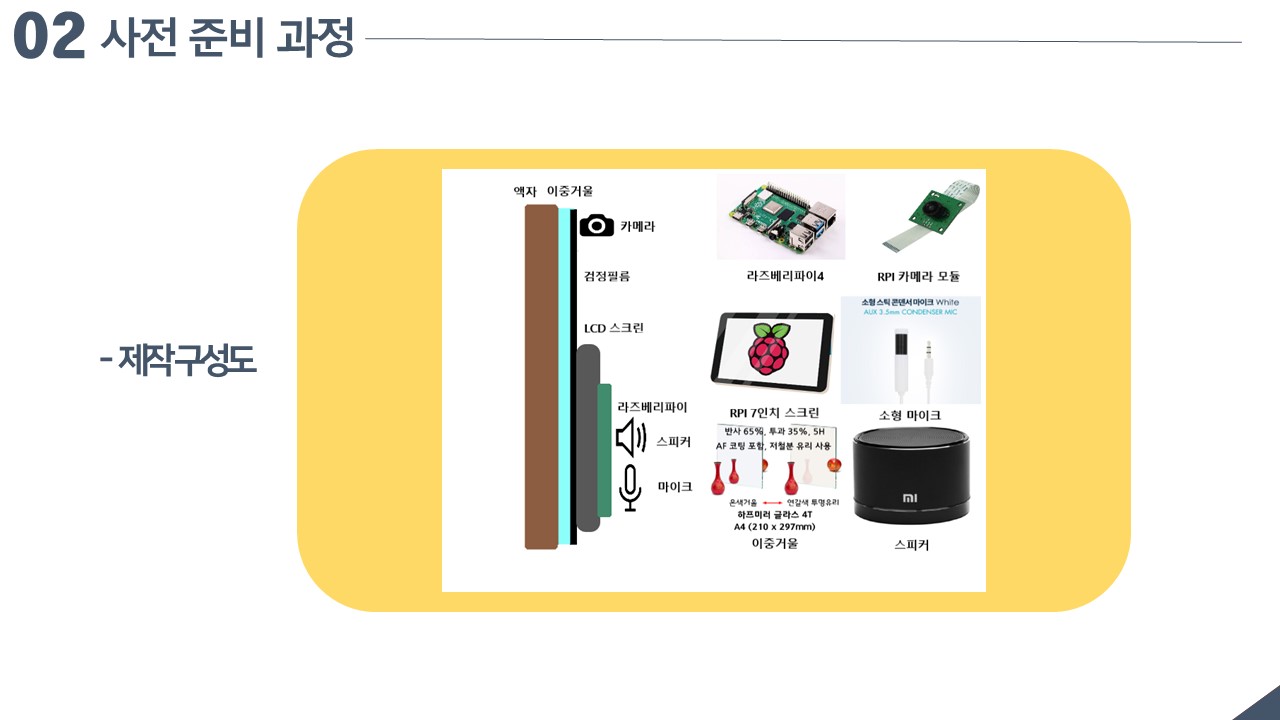 02 사전 준비 과정
- 제작구성도
액자 이중거울
카메라
검정필름
LCD 스크린
라즈베리파이
스피커
마이크
라즈베리파이4
RPI 카메라 모듈
RPI 7인치 스크린
소형 스틱 콘덴서 마이크 White
AUX 3.5mm CONDENSER MIC
소형 마이크
반사 65%, 투과 35%, 5H
AF 코팅 포함, 저철분 유리 사용
은색거울 연갈색 투명유리
하프미러 글라스 4T
A4 (210 x 297mm)
이중거울
mi
스피커